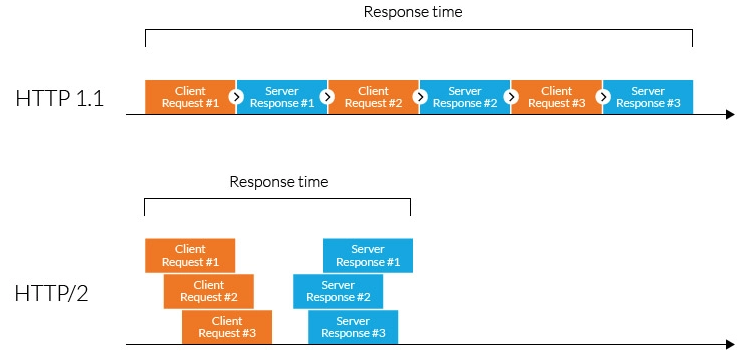 Response time
HTTP 1.1
Client
Request #1
Server
Response #1
Client
Request #2
Server
Response #2
Client
Request #3
Server
Response #3
Response time
HTTP/2
Client
Request #1
Server
Response #1
Client
Request #2
Server
Response #2
Client
Request #3
Server
Response #3